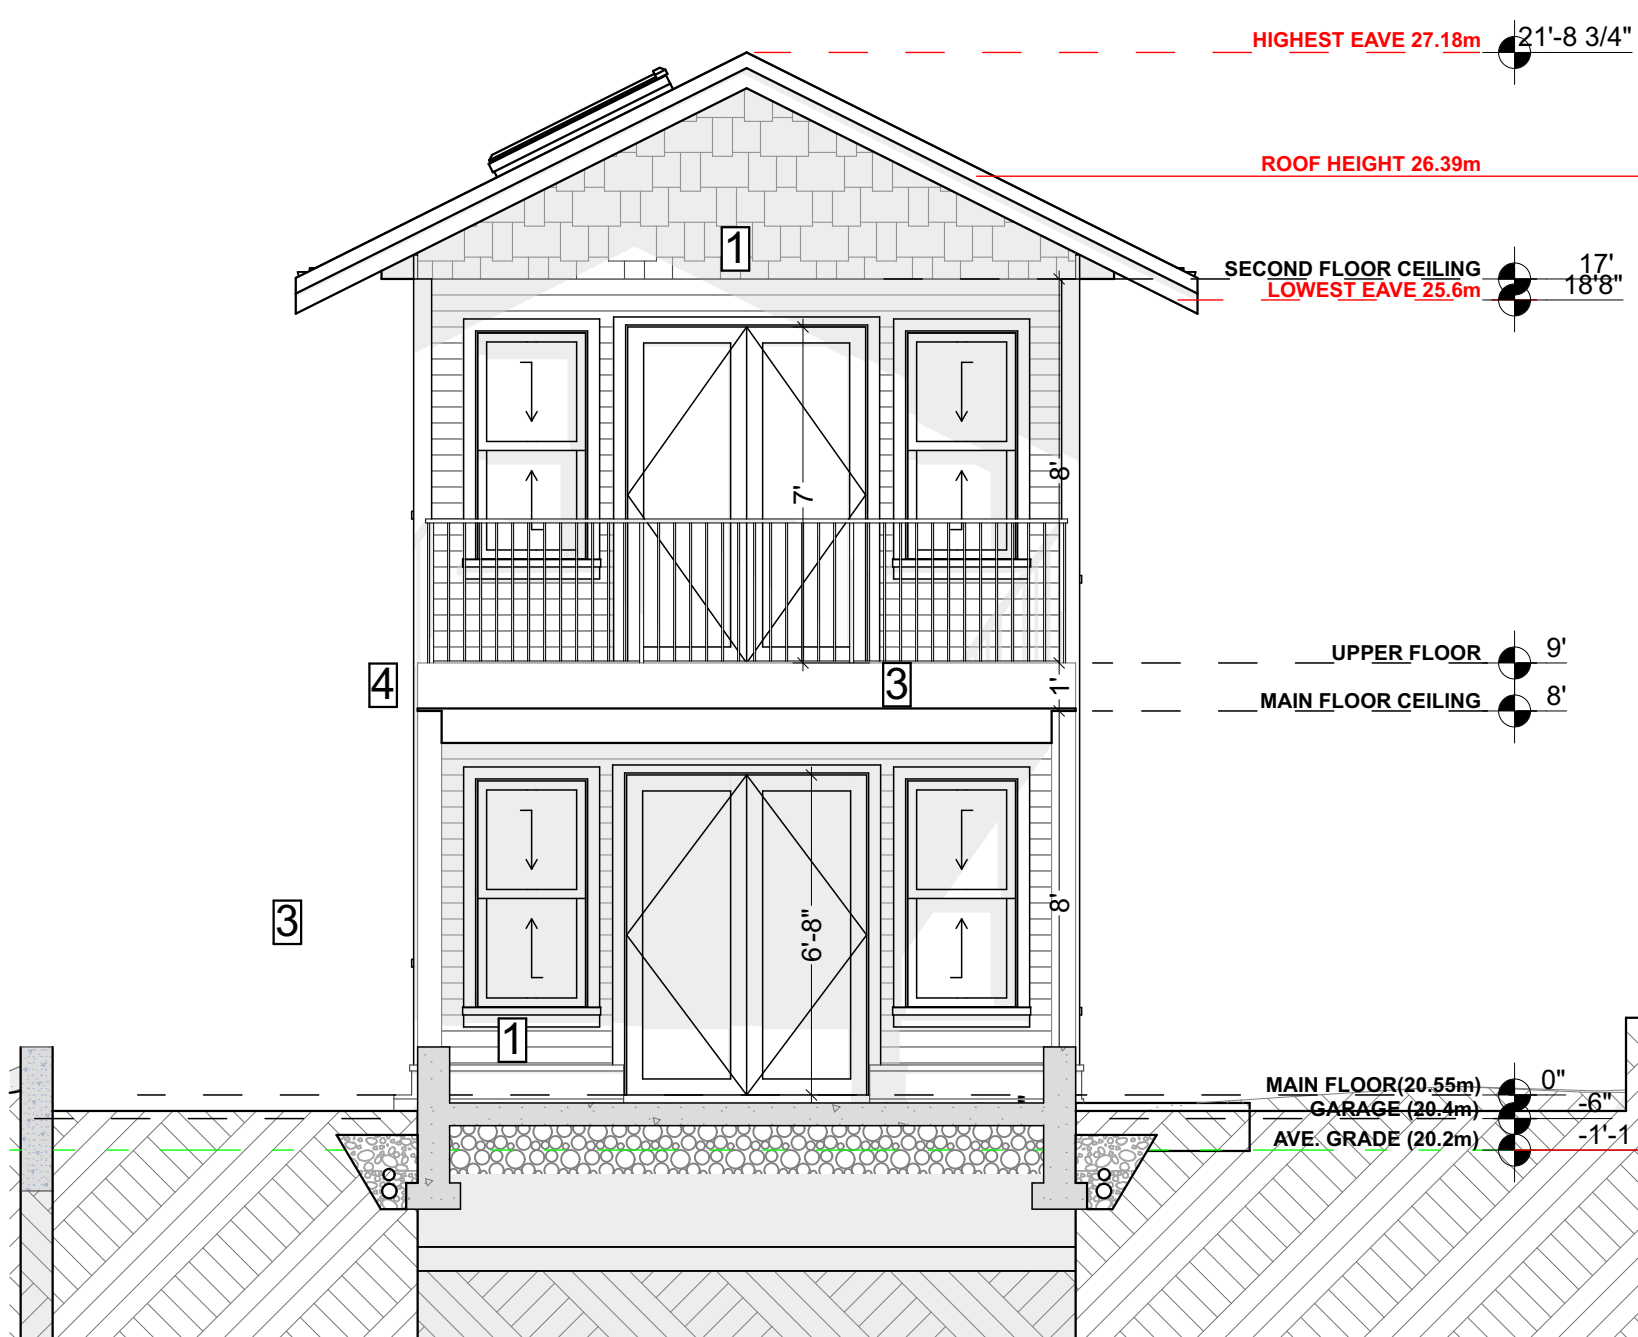 HIGHEST EAVE 27.18m 21'-8 3/4"
ROOF HEIGHT 26.39m
1
SECOND FLOOR CEILING 17'
LOWEST EAVE 25.6m 18'8"
8'
7'
UPPER FLOOR 9'
4
3
1'
MAIN FLOOR CEILING 8'
8'
3
6'-8"
1
MAIN FLOOR(20.55m) 0"
GARAGE (20.4m) -6"
AVE. GRADE (20.2m) -1'-1